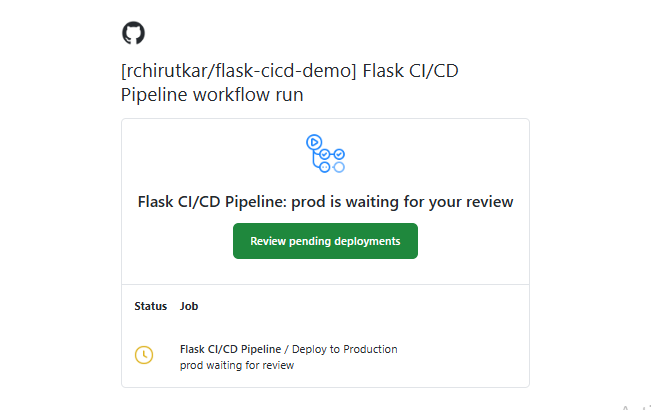 [rchirutkar/flask-cicd-demo] Flask CI/CD
Pipeline workflow run
Flask CI/CD Pipeline: prod is waiting for your review
Review pending deployments
Status Job
Flask CI/CD Pipeline / Deploy to Production
prod waiting for review